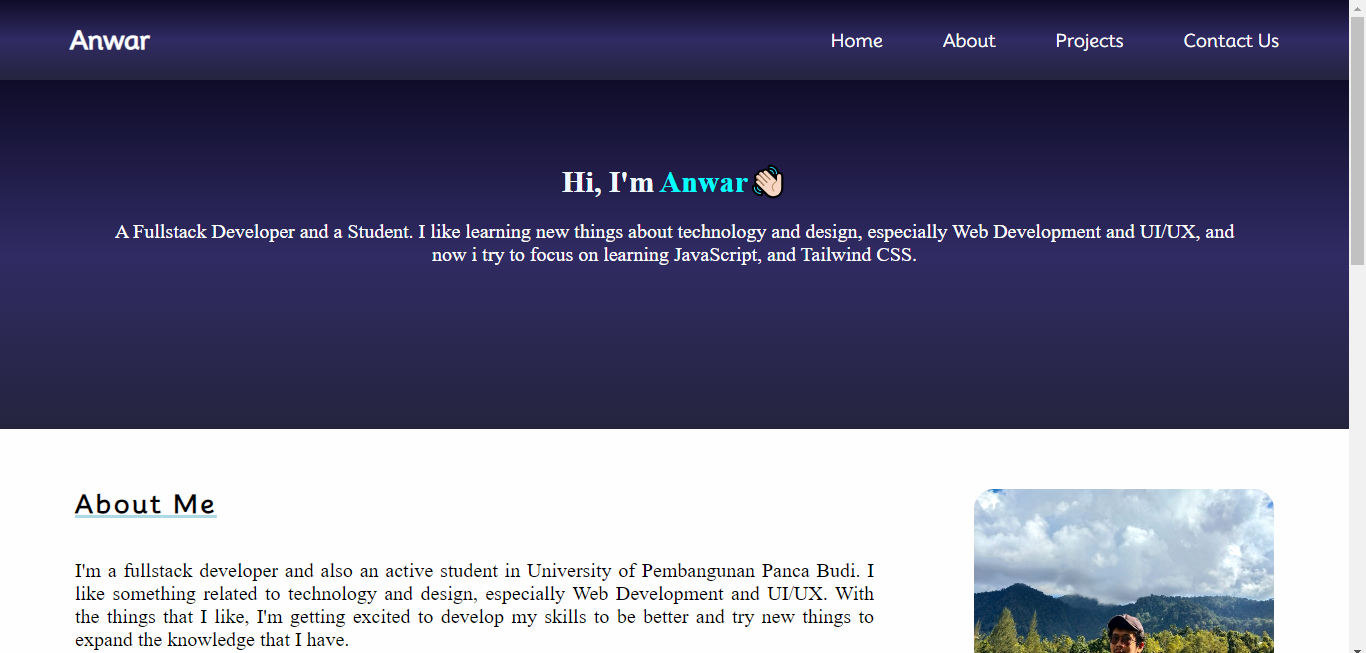 Anwar
Home
About
Projects
Contact Us
Hi, I'm Anwar 👋🏻
A Fullstack Developer and a Student. I like learning new things about technology and design, especially Web Development and UI/UX, and
now i try to focus on learning JavaScript, and Tailwind CSS.
About Me
I'm a fullstack developer and also an active student in University of Pembangunan Panca Budi. I
like something related to technology and design, especially Web Development and UI/UX. With
the things that I like, I'm getting excited to develop my skills to be better and try new things to
expand the knowledge that I have.